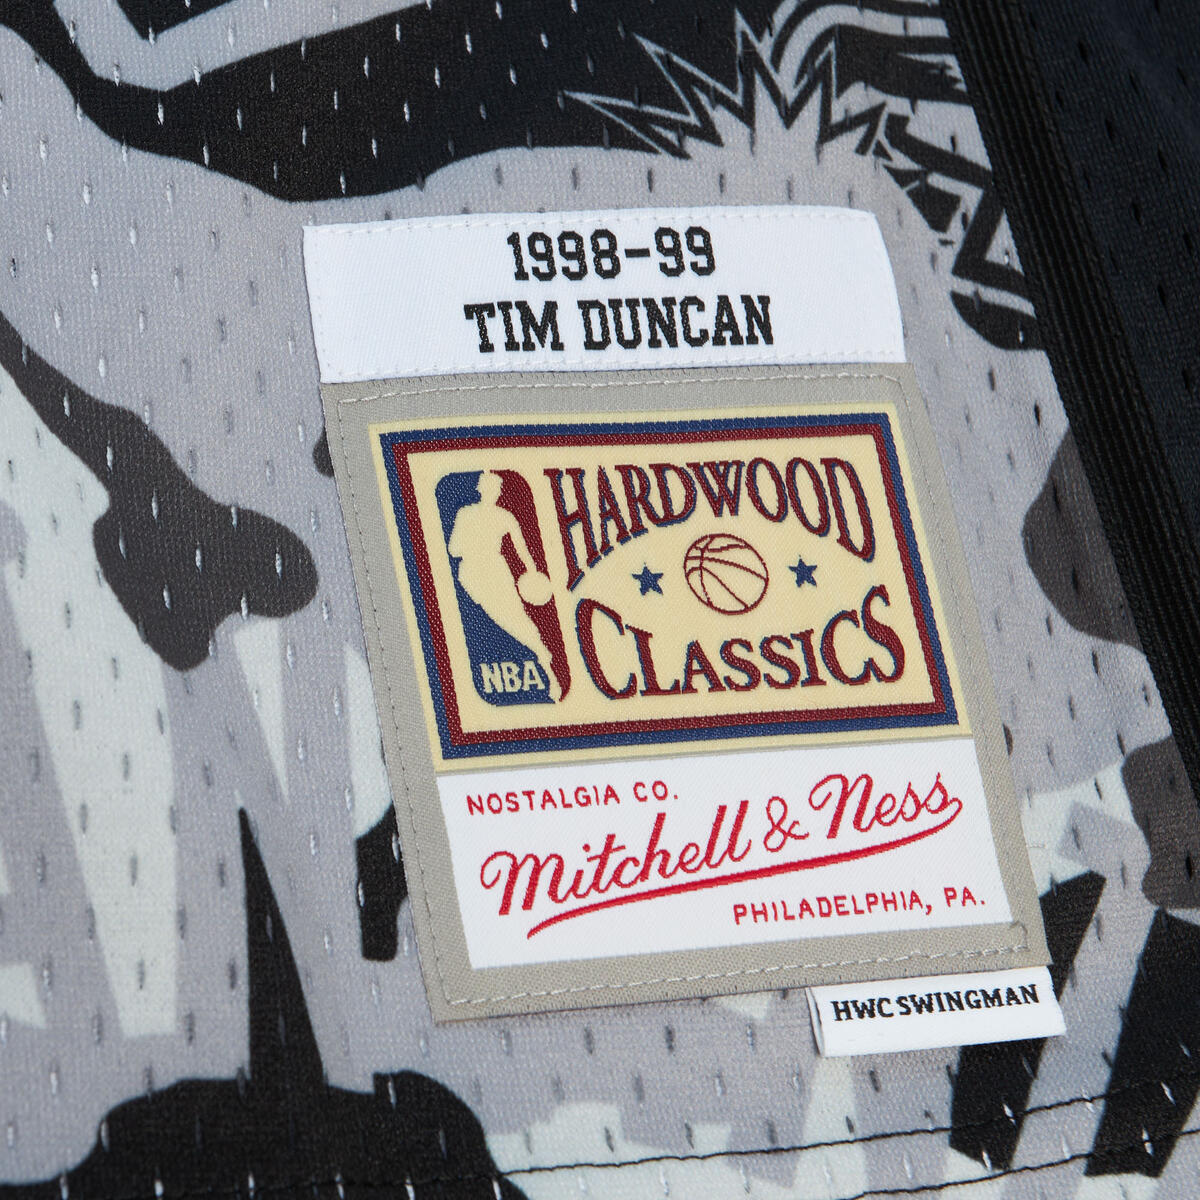 1998-99
TIM DUNCAN
HARDWOOD
CLASSICS
NBA
NOSTALGIA CO.
Mitchell & Ness
PHILADELPHIA, PA.
HWC SWINGMAN